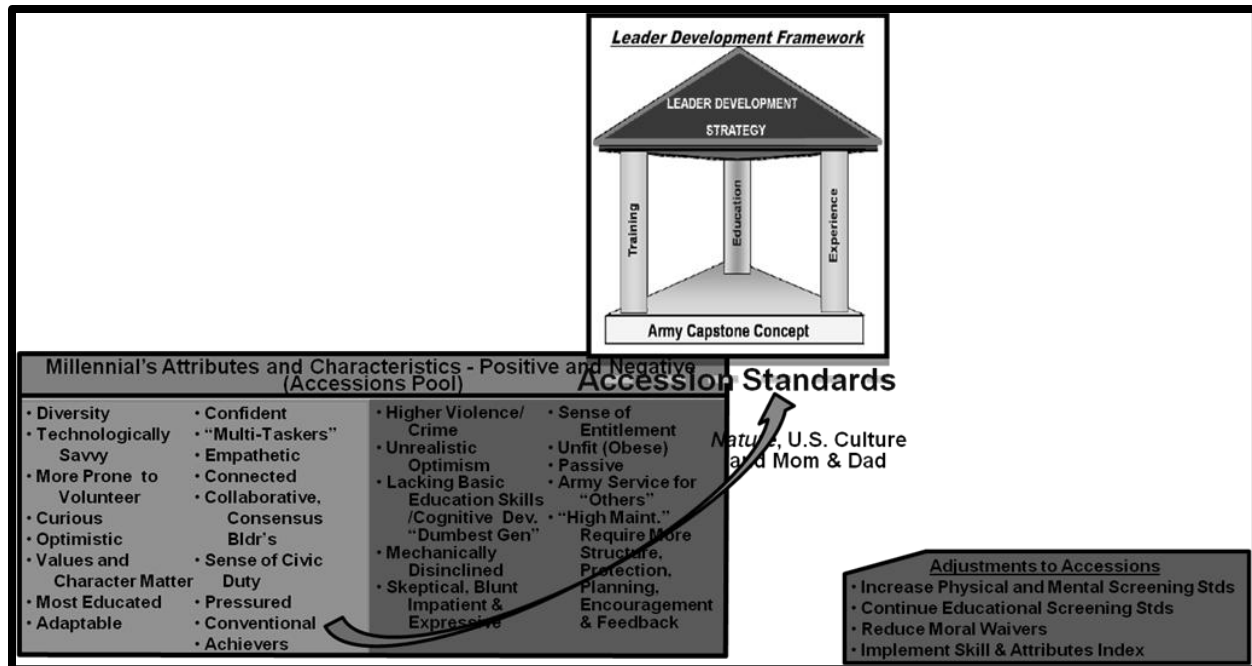 Leader Development Framework
LEADER DEVELOPMENT
STRATEGY
Training
Education
Experience
Army Capstone Concept
Millennial's Attributes and Characteristics - Positive and Negative
(Accessions Pool)
• Diversity
• Technologically
Savvy
• More Prone to
Volunteer
• Curious
• Optimistic
• Values and
Character Matter
• Most Educated
• Adaptable
• Confident
• "Multi-Taskers"
• Empathetic
• Connected
• Collaborative,
Consensus
Bldr's
• Sense of Civic
Duty
• Pressured
• Conventional
• Achievers
• Higher Violence/
Crime
• Unrealistic
Optimism
• Lacking Basic
Education Skills
/Cognitive Dev.
"Dumbest Gen"
• Mechanically
Disinclined
• Skeptical, Blunt
Impatient &
Expressive
• Sense of
Entitlement
• Unfit (Obese)
• Passive
• Army Service for
"Others"
• "High Maint."
Require More
Structure,
Protection,
Planning,
Encouragement
& Feedback
Accession Standards
Nature, U.S. Culture
and Mom & Dad
Adjustments to Accessions
• Increase Physical and Mental Screening Stds
• Continue Educational Screening Stds
• Reduce Moral Waivers
• Implement Skill & Attributes Index